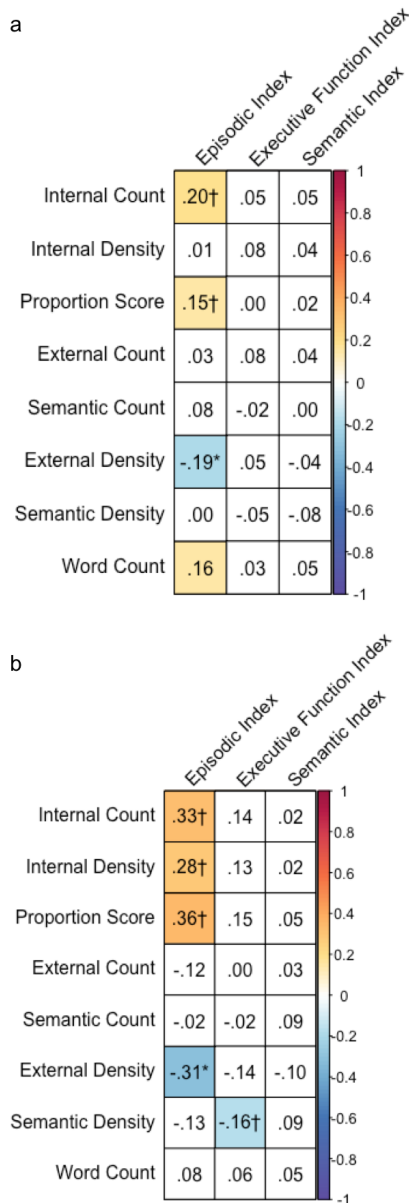 a
Episodic Index
Executive Function Index
Semantic Index
Internal Count .20† .05 .05
Internal Density .01 .08 .04
Proportion Score .15† .00 .02
External Count .03 .08 .04
Semantic Count .08 -.02 .00
External Density -.19* .05 -.04
Semantic Density .00 -.05 -.08
Word Count .16 .03 .05
1
0.8
0.6
0.4
0.2
0
-0.2
-0.4
-0.6
-0.8
-1
b
Episodic Index
Executive Function Index
Semantic Index
Internal Count .33† .14 .02
Internal Density .28† .13 .02
Proportion Score .36† .15 .05
External Count -.12 .00 .03
Semantic Count -.02 -.02 .09
External Density -.31* -.14 -.10
Semantic Density -.13 -.16† .09
Word Count .08 .06 .05
1
0.8
0.6
0.4
0.2
0
-0.2
-0.4
-0.6
-0.8
-1